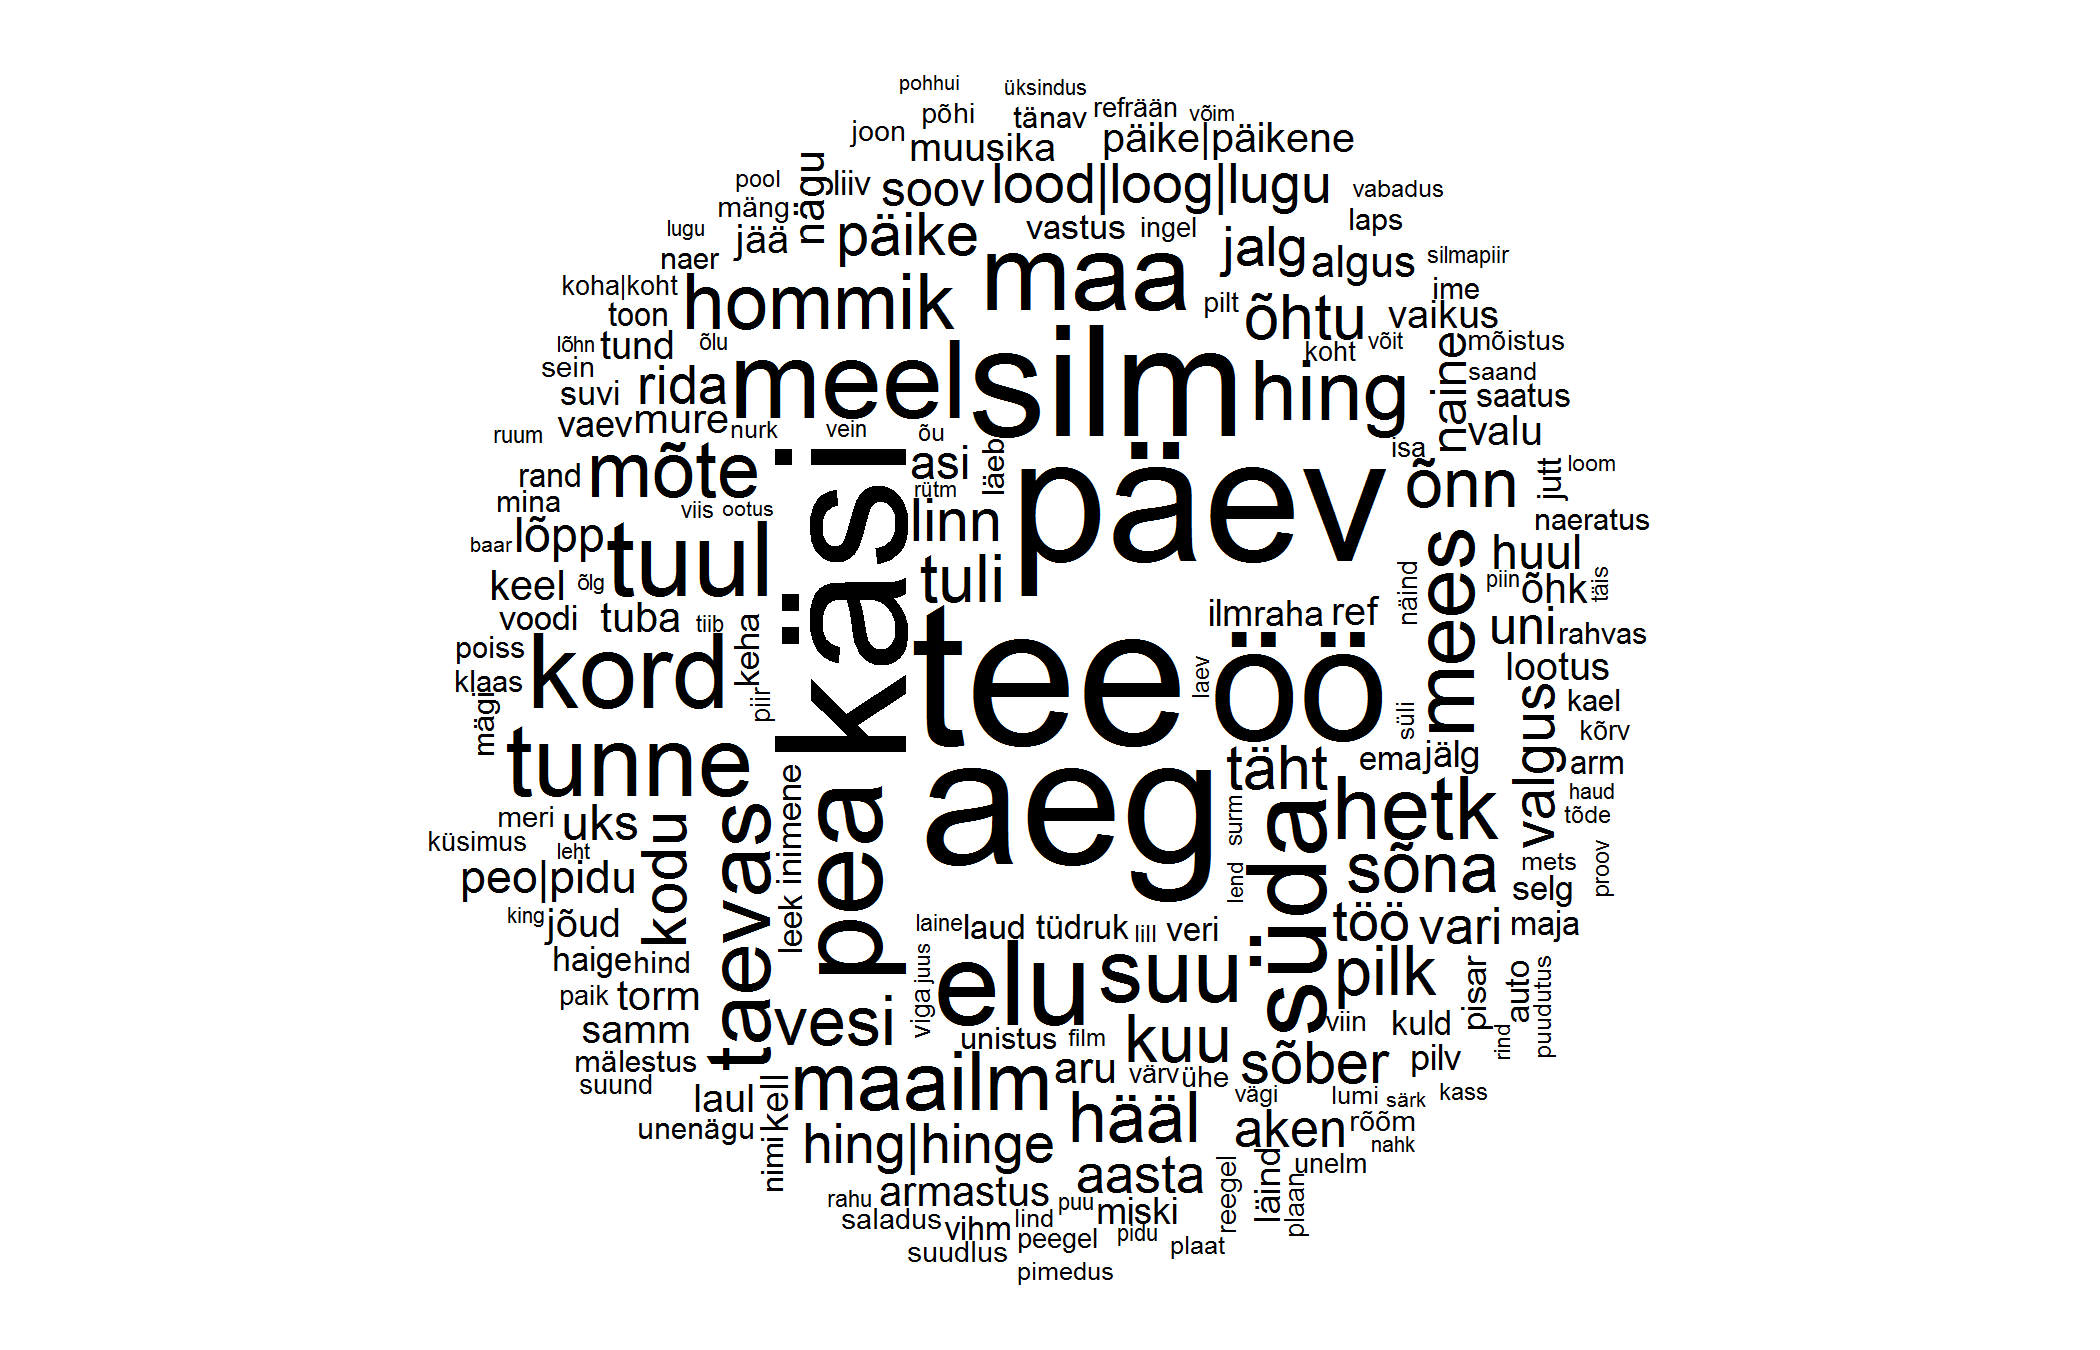 pohhui
üksindus
põhi
tänav
refrään
võim
joon
muusika
päike|päikene
pool
nägu
liiv
soov
lood|loog|lugu
vabadus
mäng
laps
lugu
jää
päike
vastus
ingel
jalg
algus
silmapiir
naer
maa
koha|koht
hommik
pilt
ime
toon
õhtu
vaikus
lõhn
tund
õlu
meel
silm
koht
võit
mõistus
sein
suvi
rida
hing
naine
saand
saatus
ruum
vaev
mure
nurk
vein
õu
valu
isa
rand
mõte
käsi
asi
läeb
päev
õnn
jutt
loom
mina
viis
ootus
rütm
linn
naeratus
baar
lõpp
tuul
tuli
mees
huul
keel
õlg
näind
piin
õhk
täis
voodi
tuba
tiib
keha
ilm
raha
ref
uni
rahvas
poiss
kord
tee
laev
öö
lootus
klaas
mägi
piir
süli
valgus
kael
kõrv
tunne
aeg
täht
ema
jälg
arm
meri
uks
kodu
taevas
inimene
pea
surm
süda
hetk
haud
tõde
küsimus
leht
peo|pidu
leek
lend
sõna
mets
selg
proov
king
jõud
laine
laud
tüdruk
lill
veri
töö
vari
maja
haige
hind
juus
elu
suu
pilk
pisar
auto
puudutus
paik
torm
vesi
viga
samm
unistus
film
kuu
viin
kuld
rind
mälestus
maailm
aru
värv
ühe
sõber
pilv
suund
laul
kell
hääl
vägi
lumi
särk
kass
unenägu
nimi
hing|hinge
aken
rõõm
nahk
aasta
reegel
läind
unelm
plaan
rahu
armastus
puu
miski
saladus
vihm
lind
peegel
pidu
plaat
suudlus
pimedus